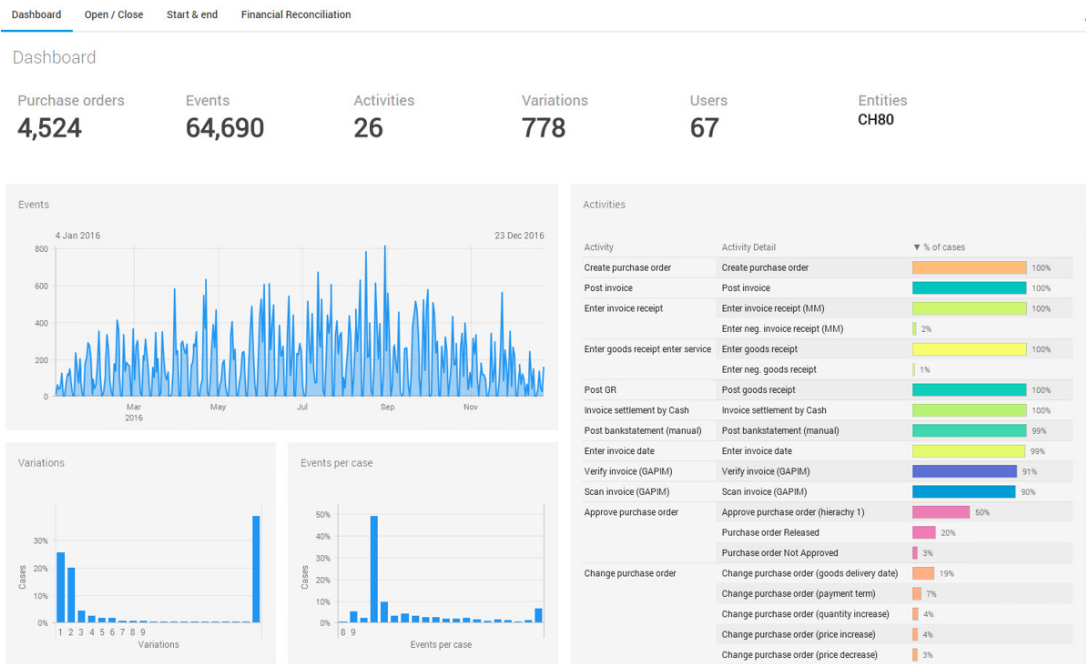 Dashboard Open / Close Start & end Financial Reconciliation
Dashboard
Purchase orders Events Activities Variations Users Entities
4,524 64,690 26 778 67 CH80
Events
4 Jan 2016 23 Dec 2016
800
600
400
200
0
Mar May Jul Sep Nov
2016
Variations
30%
20%
10%
0%
Cases
1 2 3 4 5 6 7 8 9
Variations
Events per case
50%
40%
30%
20%
10%
0%
Cases
8 9
Events per case
Activities
Activity Activity Detail ▼ % of cases
Create purchase order Create purchase order 100%
Post invoice Post invoice 100%
Enter invoice receipt Enter invoice receipt (MM) 100%
Enter neg. invoice receipt (MM) 2%
Enter goods receipt enter service Enter goods receipt 100%
Enter neg. goods receipt 1%
Post GR Post goods receipt 100%
Invoice settlement by Cash Invoice settlement by Cash 100%
Post bankstatement (manual) Post bankstatement (manual) 99%
Enter invoice date Enter invoice date 99%
Verify invoice (GAPIM) Verify invoice (GAPIM) 91%
Scan invoice (GAPIM) Scan invoice (GAPIM) 90%
Approve purchase order Approve purchase order (hierachy 1) 50%
Purchase order Released 20%
Purchase order Not Approved 3%
Change purchase order Change purchase order (goods delivery date) 19%
Change purchase order (payment term) 7%
Change purchase order (quantity increase) 4%
Change purchase order (price increase) 4%
Change purchase order (price decrease) 3%